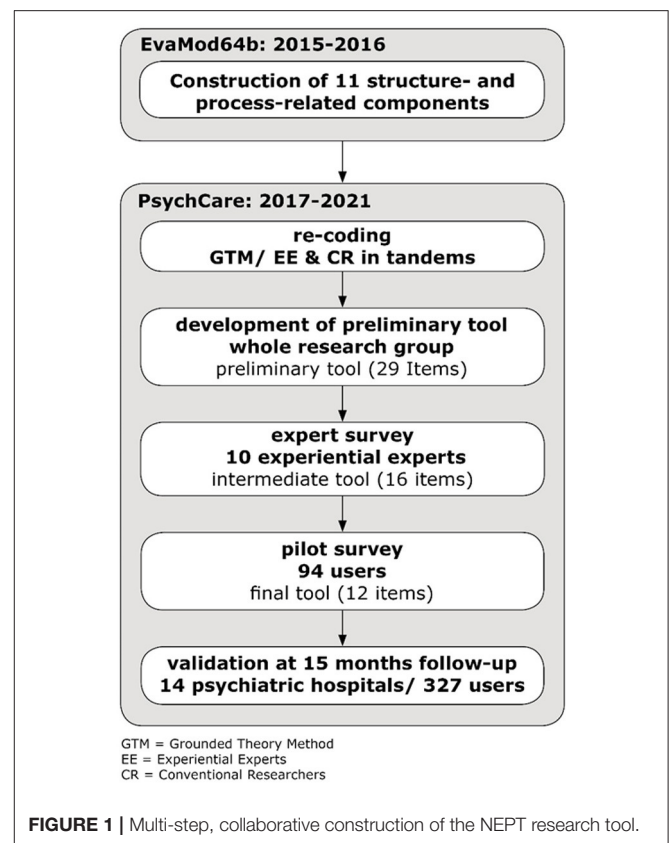 EvaMod64b: 2015-2016
Construction of 11 structure- and
process-related components
PsychCare: 2017-2021
re-coding
GTM/ EE & CR in tandems
development of preliminary tool
whole research group
preliminary tool (29 Items)
expert survey
10 experiential experts
intermediate tool (16 items)
pilot survey
94 users
final tool (12 items)
validation at 15 months follow-up
14 psychiatric hospitals/ 327 users
GTM = Grounded Theory Method
EE = Experiential Experts
CR = Conventional Researchers
FIGURE 1 | Multi-step, collaborative construction of the NEPT research tool.